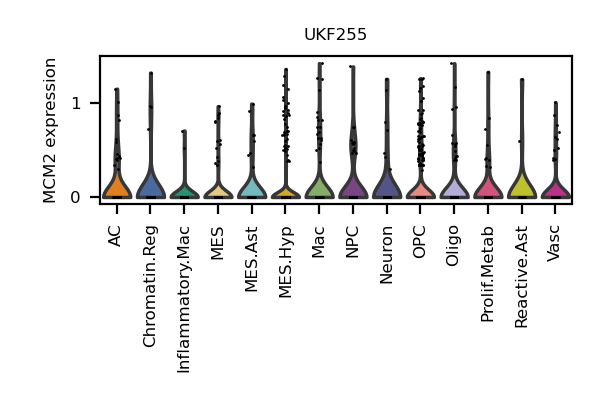 UKF255
MCM2 expression
1
0
AC
Chromatin.Reg
Inflammatory.Mac
MES
MES.Ast
MES.Hyp
Mac
NPC
Neuron
OPC
Oligo
Prolif.Metab
Reactive.Ast
Vasc